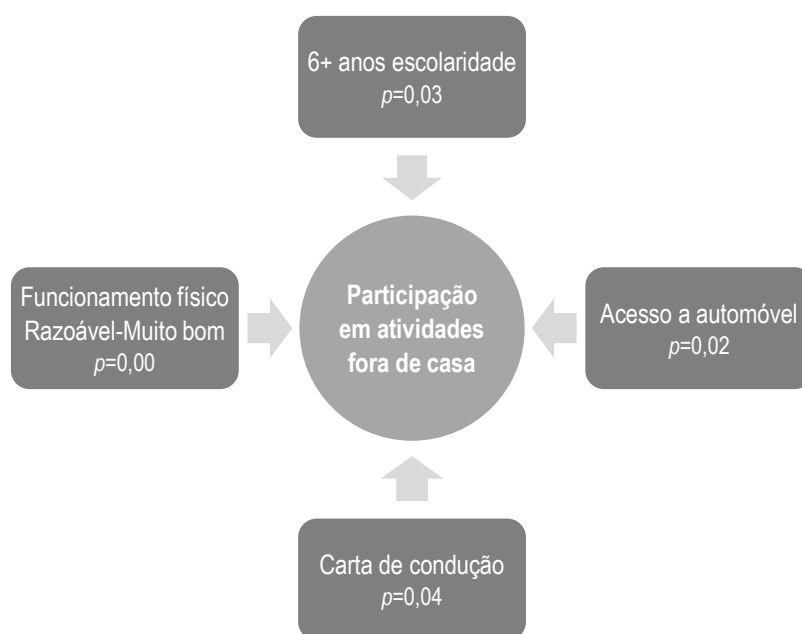 6+ anos escolaridade
p=0,03
Funcionamento físico
Razoável-Muito bom
p=0,00
Participação
em atividades
fora de casa
Acesso a automóvel
p=0,02
Carta de condução
p=0,04